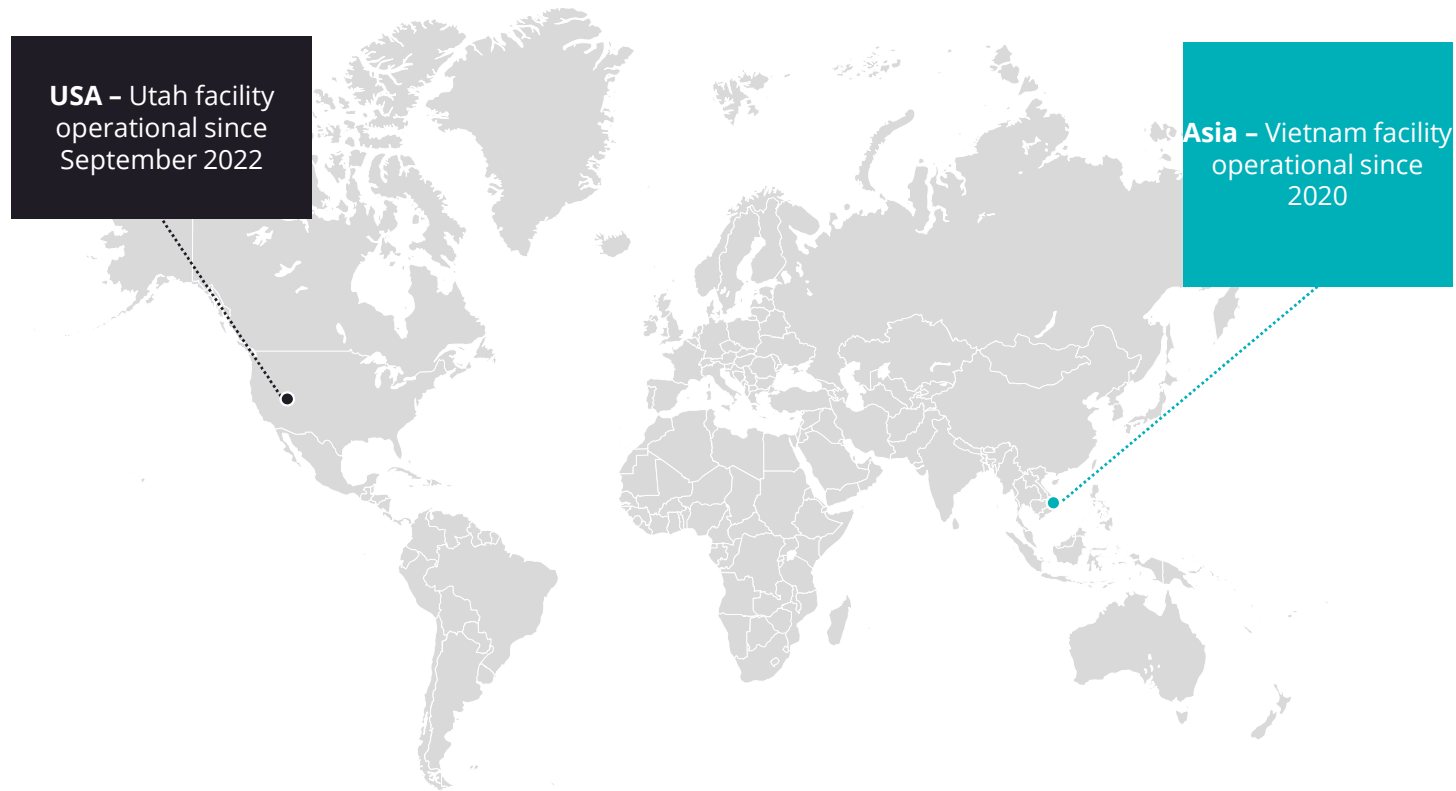 USA – Utah facility
operational since
September 2022
Asia – Vietnam facility
operational since
2020